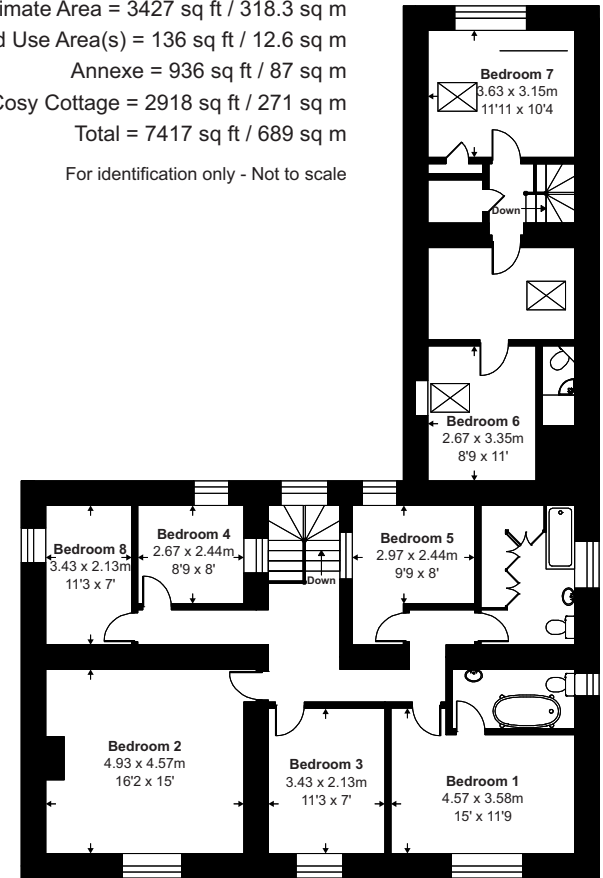 Area = 3427 sq ft / 318.3 sq m
Use Area(s) = 136 sq ft / 12.6 sq m
Annexe = 936 sq ft / 87 sq m
Cosy Cottage = 2918 sq ft / 271 sq m
Total = 7417 sq ft / 689 sq m
For identification only - Not to scale
Bedroom 7
3.63 x 3.15m
11'11 x 10'4
Down
Bedroom 6
2.67 x 3.35m
8'9 x 11'
Bedroom 8
3.43 x 2.13m
11'3 x 7'
Bedroom 4
2.67 x 2.44m
8'9 x 8'
Down
Bedroom 5
2.97 x 2.44m
9'9 x 8'
Bedroom 2
4.93 x 4.57m
16'2 x 15'
Bedroom 3
3.43 x 2.13m
11'3 x 7'
Bedroom 1
4.57 x 3.58m
15' x 11'9